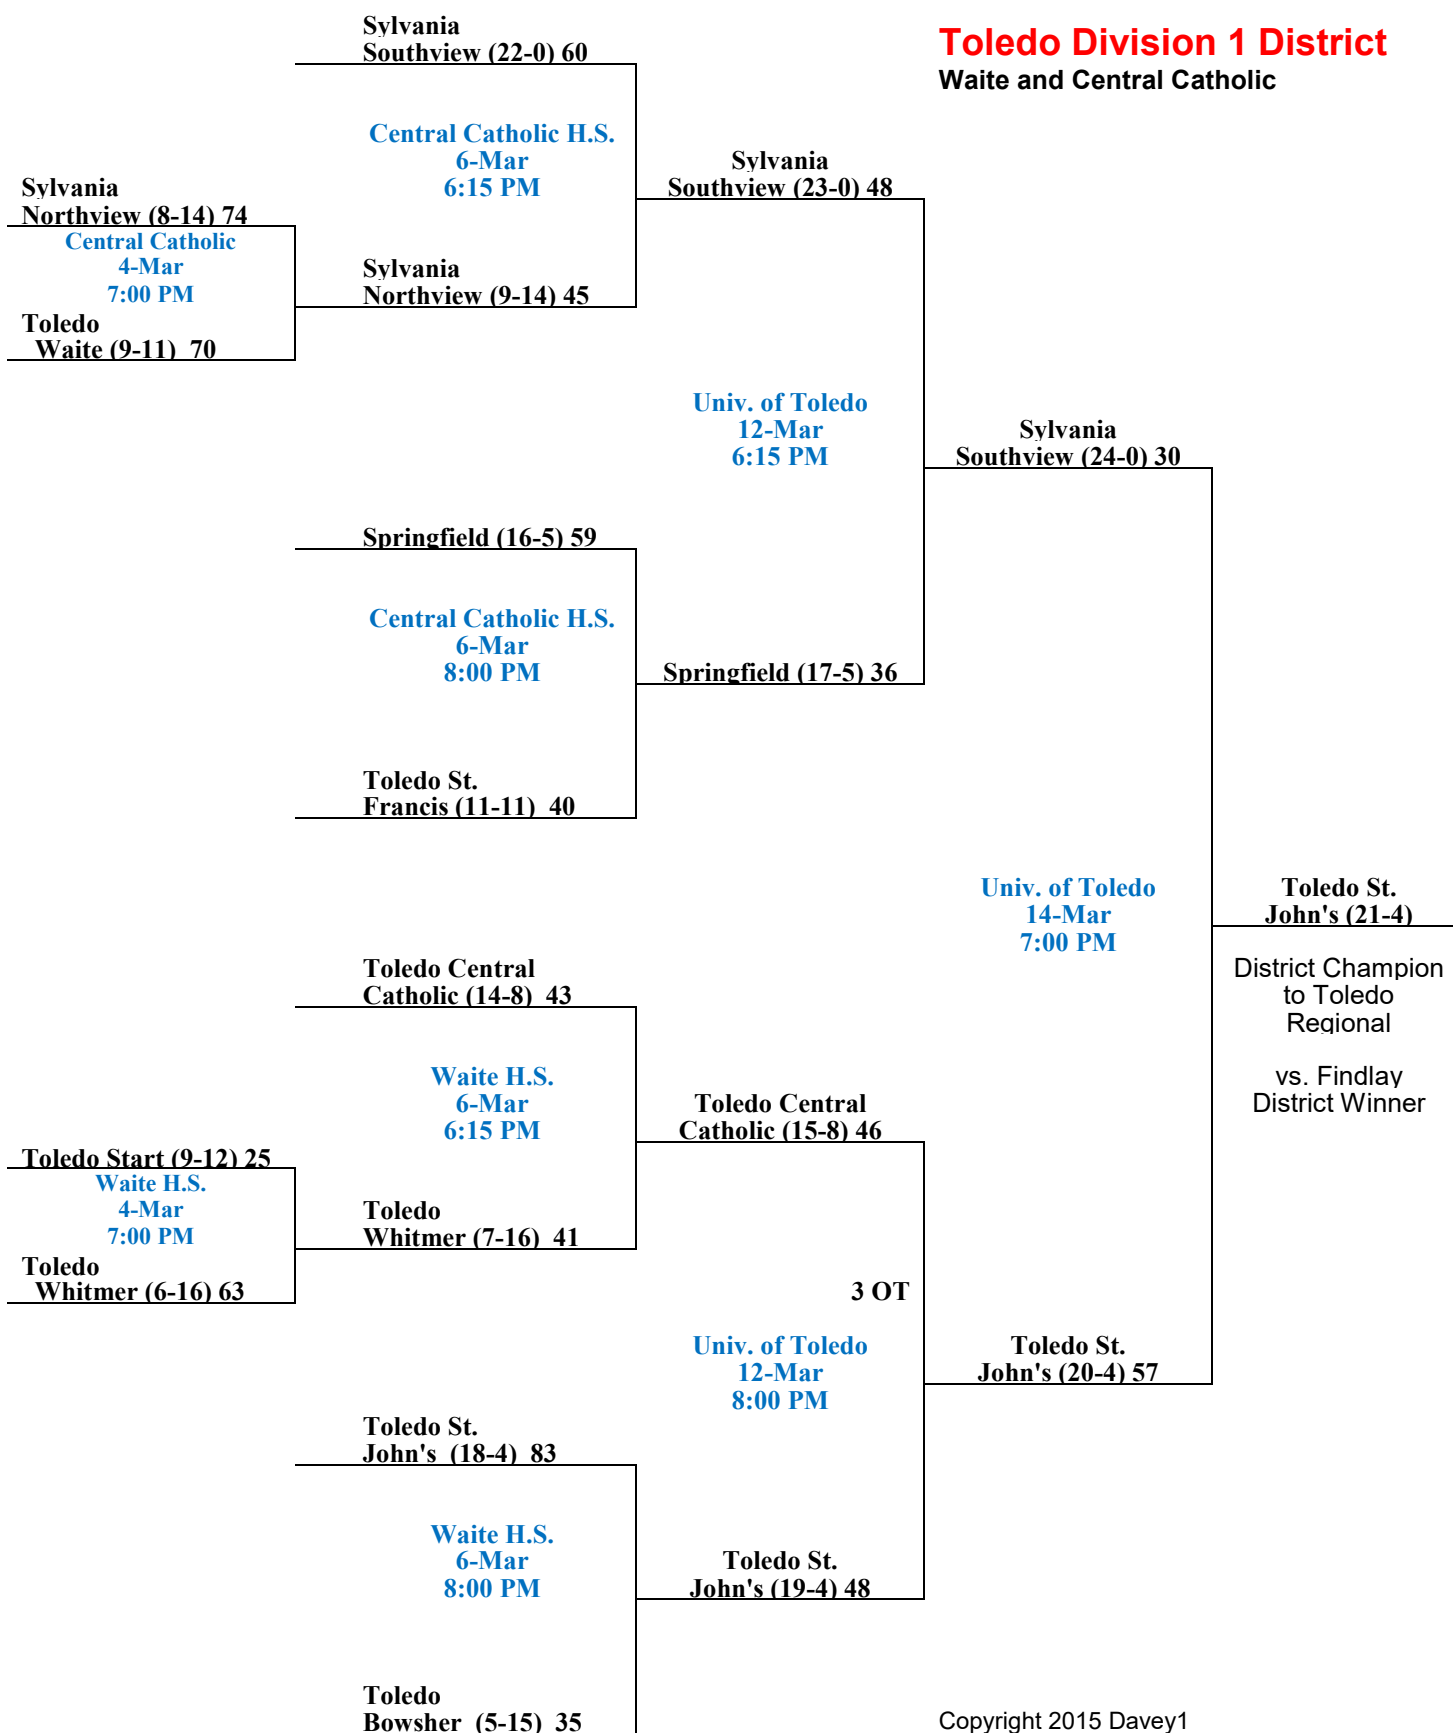 Toledo Division 1 District
Waite and Central Catholic
Sylvania
Southview (22-0) 60
Central Catholic H.S.
6-Mar
6:15 PM
Sylvania
Southview (23-0) 48
Sylvania
Northview (8-14) 74
Central Catholic
4-Mar
7:00 PM
Toledo
Waite (9-11)  70
Sylvania
Northview (9-14) 45
Univ. of Toledo
12-Mar
6:15 PM
Sylvania
Southview (24-0) 30
Springfield (16-5) 59
Central Catholic H.S.
6-Mar
8:00 PM
Springfield (17-5) 36
Toledo St.
Francis (11-11)  40
Univ. of Toledo
14-Mar
7:00 PM
Toledo St.
John's (21-4)
District Champion
to Toledo
Regional
vs. Findlay
District Winner
Toledo Central
Catholic (14-8)  43
Waite H.S.
6-Mar
6:15 PM
Toledo Central
Catholic (15-8) 46
Toledo Start (9-12) 25
Waite H.S.
4-Mar
7:00 PM
Toledo
Whitmer (6-16) 63
Toledo
Whitmer (7-16)  41
3 OT
Univ. of Toledo
12-Mar
8:00 PM
Toledo St.
John's (20-4) 57
Toledo St.
John's  (18-4)  83
Waite H.S.
6-Mar
8:00 PM
Toledo St.
John's (19-4) 48
Toledo
Bowsher  (5-15)  35
Copyright 2015 Davey1